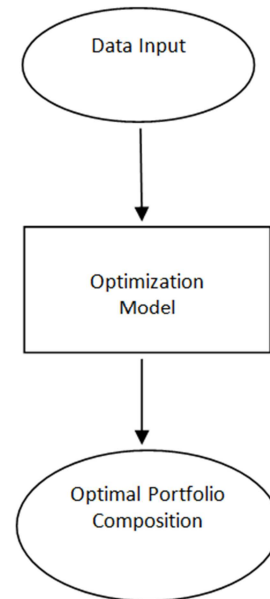 Data Input
Optimization
Model
Optimal Portfolio
Composition